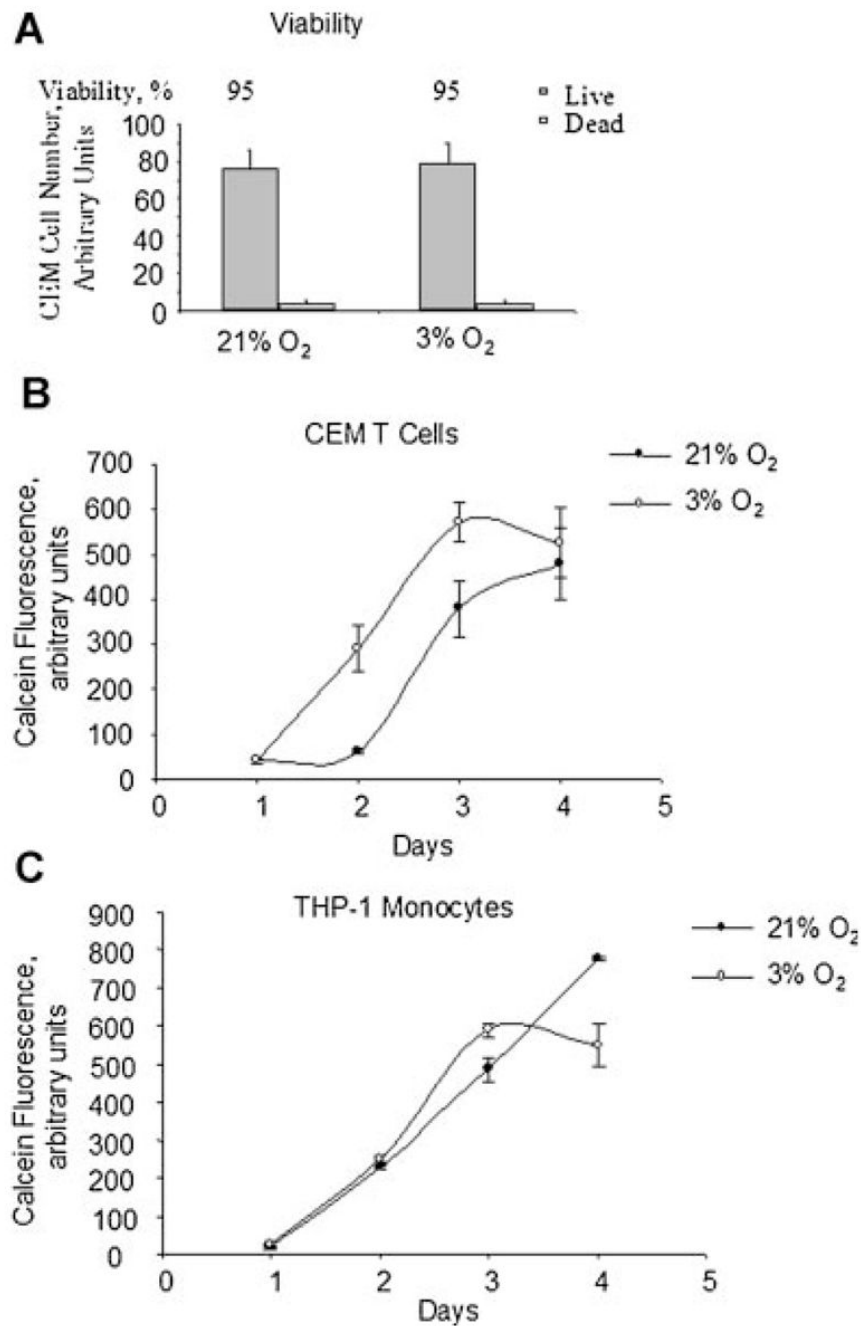 A
Viability
Viability, %
95
95
Live
Dead
CEM Cell Number,
Arbitrary Units
100
80
60
40
20
0
21% O₂
3% O₂
B
CEM T Cells
21% O₂
3% O₂
Calcein Fluorescence,
arbitrary units
700
600
500
400
300
200
100
0
0 1 2 3 4 5
Days
C
THP-1 Monocytes
21% O₂
3% O₂
Calcein Fluorescence,
arbitrary units
900
800
700
600
500
400
300
200
100
0
0 1 2 3 4 5
Days